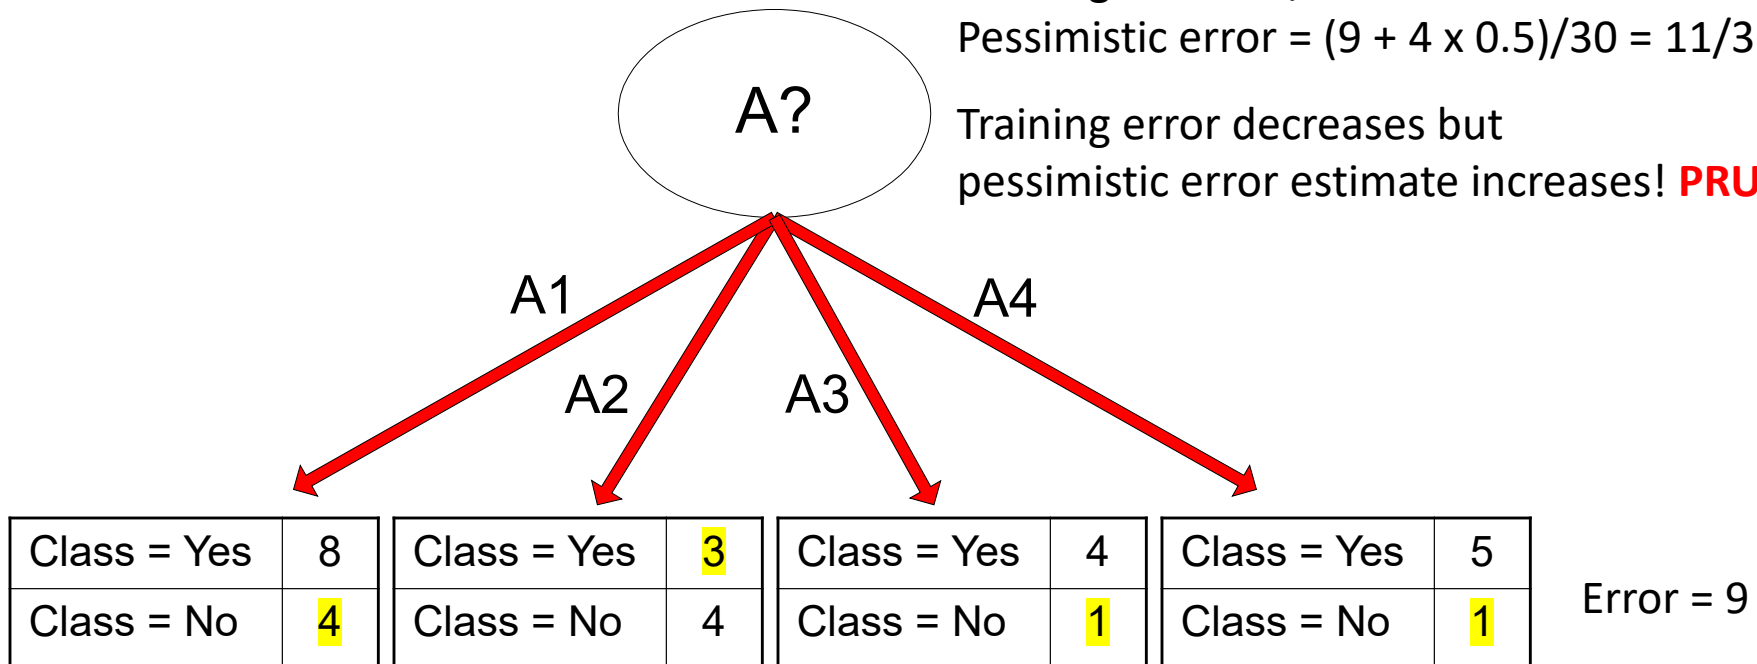 Pessimistic error = (9 + 4 x 0.5)/30 = 11/3
A?
Training error decreases but
pessimistic error estimate increases! PRU
A1
A4
A2
A3
Class = Yes 8 Class = Yes 3 Class = Yes 4 Class = Yes 5
Class = No 4 Class = No 4 Class = No 1 Class = No 1
Error = 9